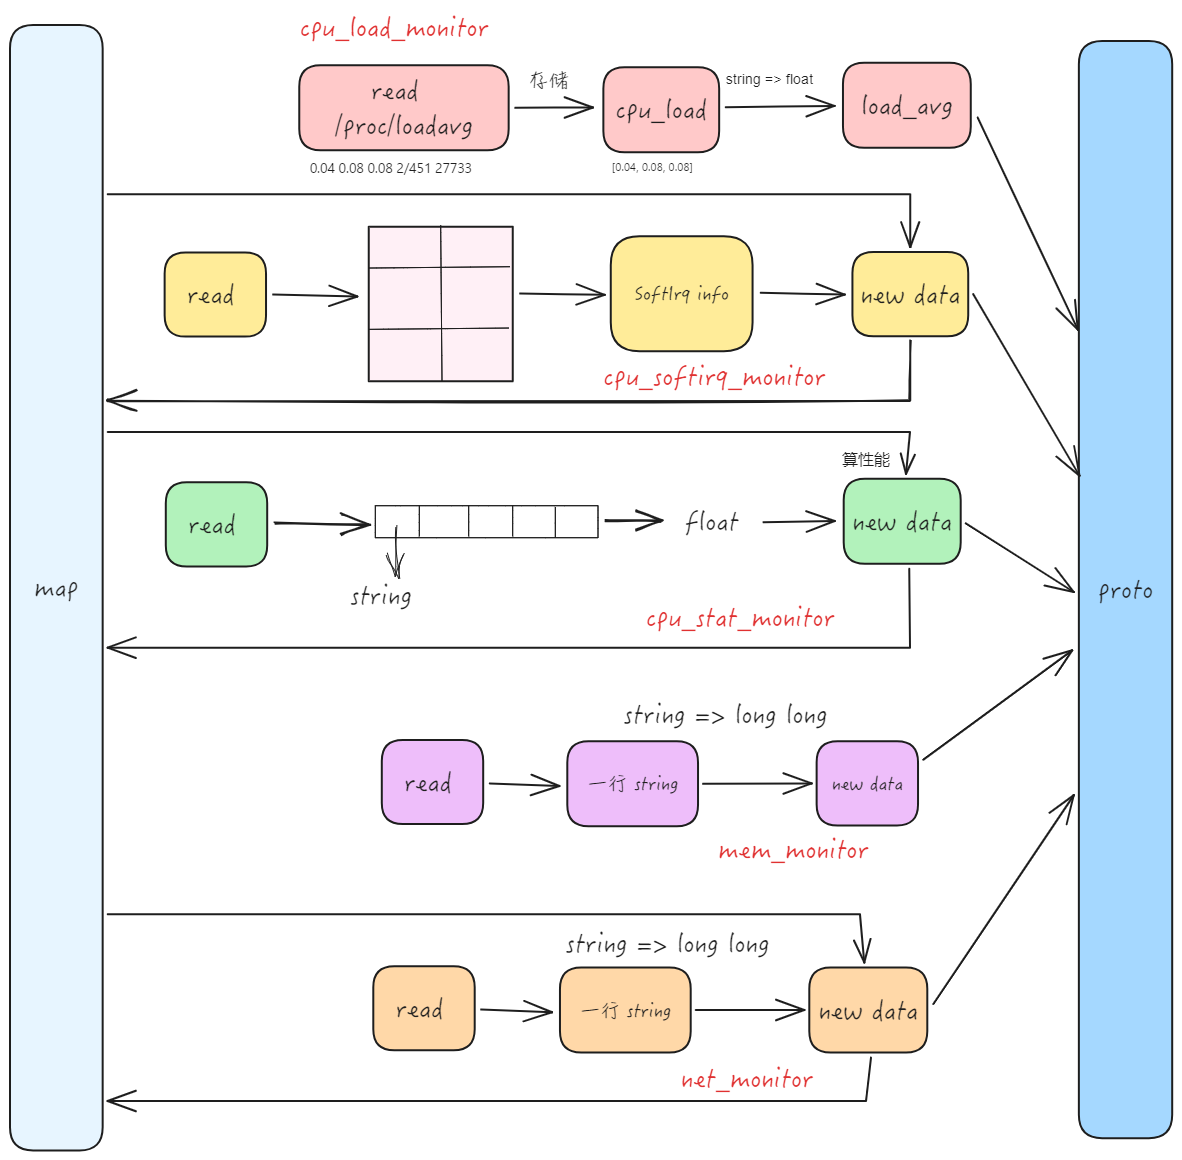 cpu_load_monitor
read
/proc/loadavg
存储
cpu_load
string => float
load_avg
0.04 0.08 0.08 2/451 27733
[0.04, 0.08, 0.08]
read
SoftIrq info
new data
cpu_softirq_monitor
算性能
read
float
new data
string
cpu_stat_monitor
map
proto
string => long long
read
一行 string
new data
mem_monitor
string => long long
read
一行 string
new data
net_monitor